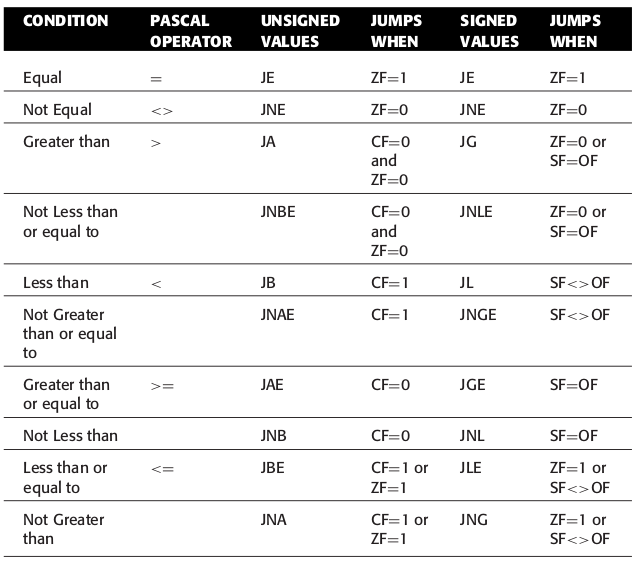 CONDITION PASCAL OPERATOR UNSIGNED VALUES JUMPS WHEN SIGNED VALUES JUMPS WHEN
Equal = JE ZF=1 JE ZF=1
Not Equal <> JNE ZF=0 JNE ZF=0
Greater than > JA CF=0 and ZF=0 JG ZF=0 or SF=OF
Not Less than or equal to JNBE CF=0 and ZF=0 JNLE ZF=0 or SF=OF
Less than < JB CF=1 JL SF<>OF
Not Greater than or equal to JNAE CF=1 JNGE SF<>OF
Greater than or equal to >= JAE CF=0 JGE SF=OF
Not Less than JNB CF=0 JNL SF=OF
Less than or equal to <= JBE CF=1 or ZF=1 JLE ZF=1 or SF<>OF
Not Greater than JNA CF=1 or ZF=1 JNG ZF=1 or SF<>OF